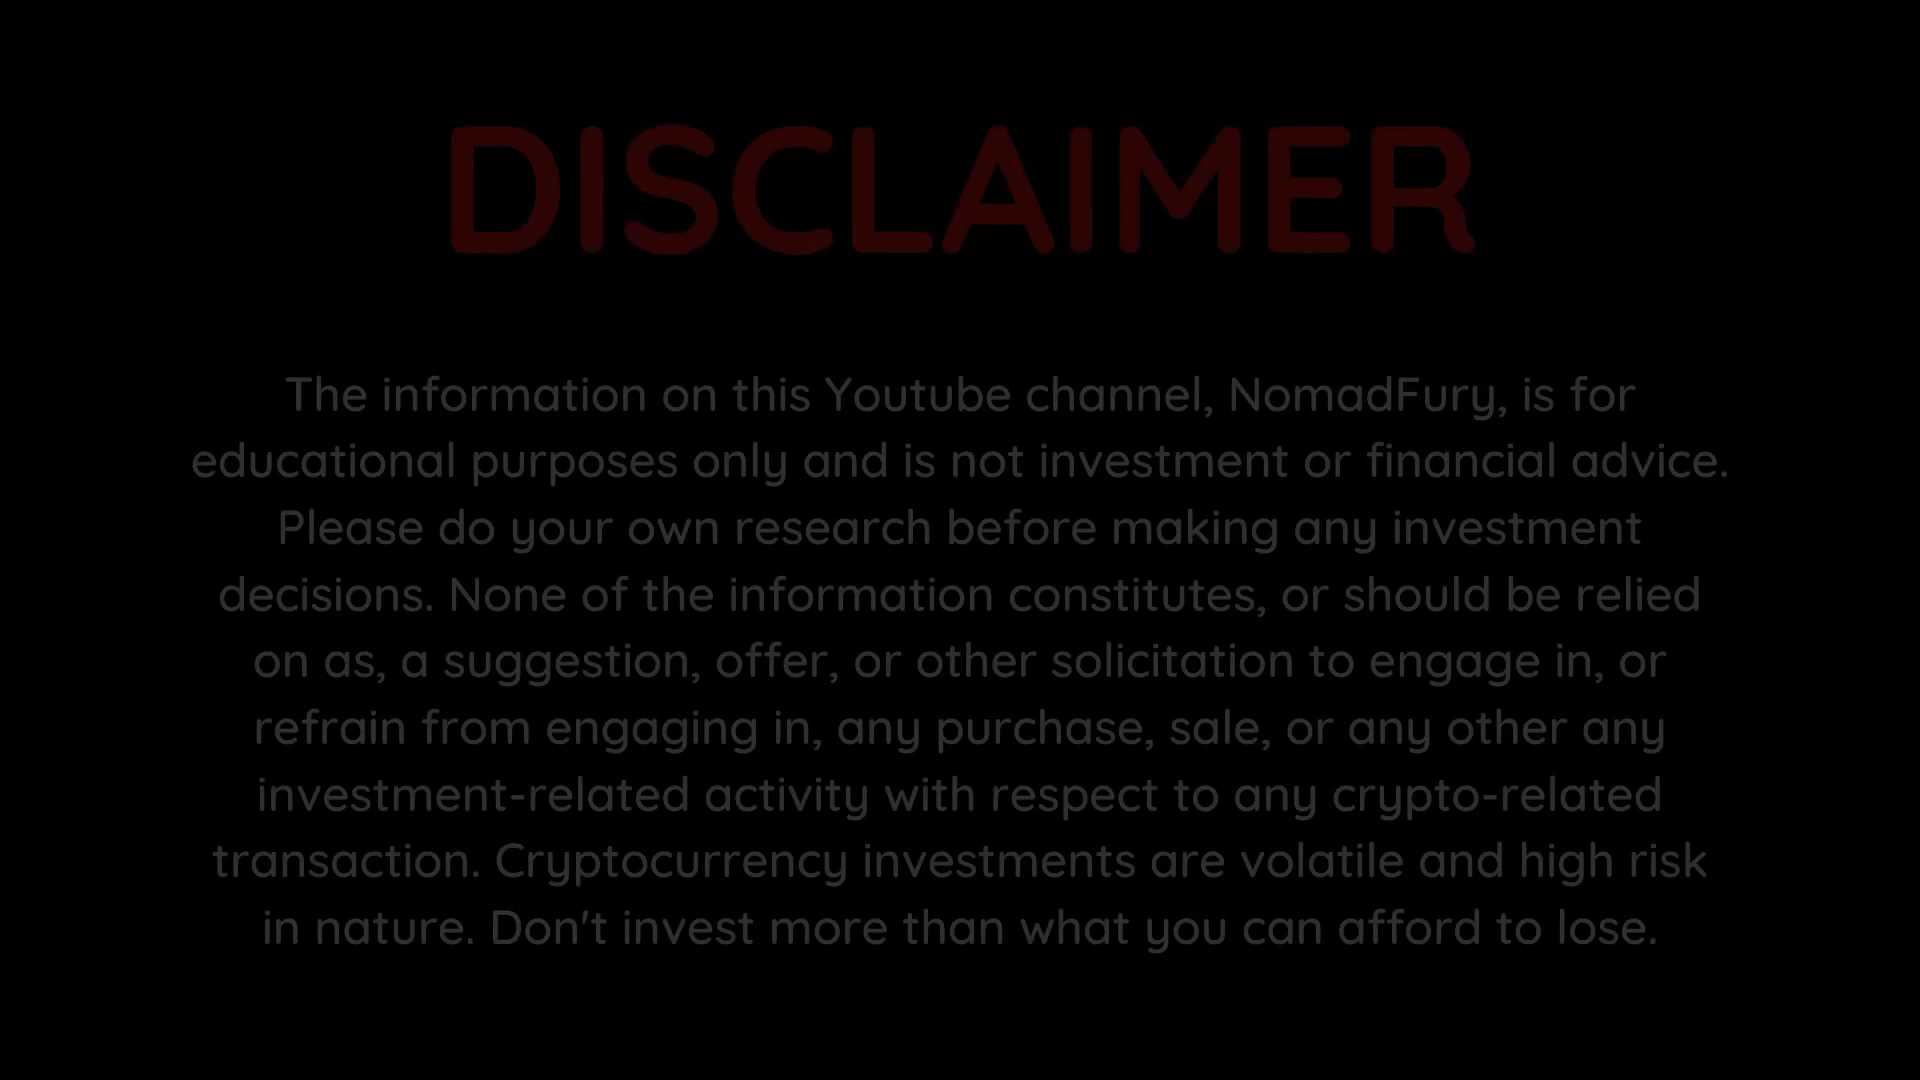 DISCLAIMER
The information on this Youtube channel, NomadFury, is for
educational purposes only and is not investment or financial advice.
Please do your own research before making any investment
decisions. None of the information constitutes, or should be relied
on as, a suggestion, offer, or other solicitation to engage in, or
refrain from engaging in, any purchase, sale, or any other any
investment-related activity with respect to any crypto-related
transaction. Cryptocurrency investments are volatile and high risk
in nature. Don't invest more than what you can afford to lose.